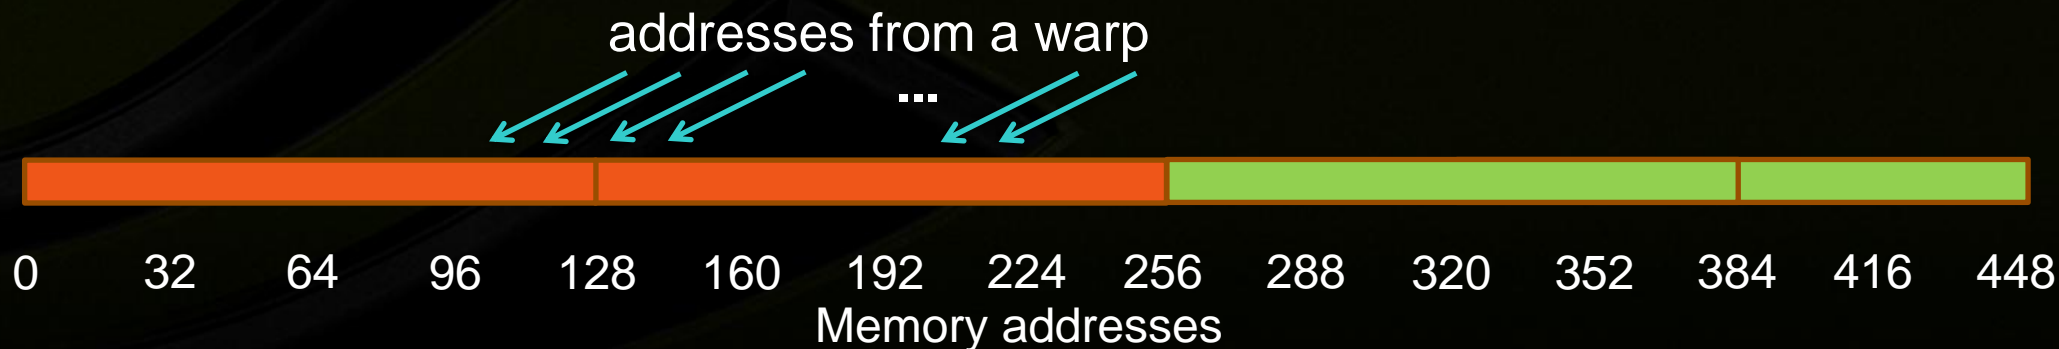 addresses from a warp
...
0 32 64 96 128 160 192 224 256 288 320 352 384 416 448
Memory addresses